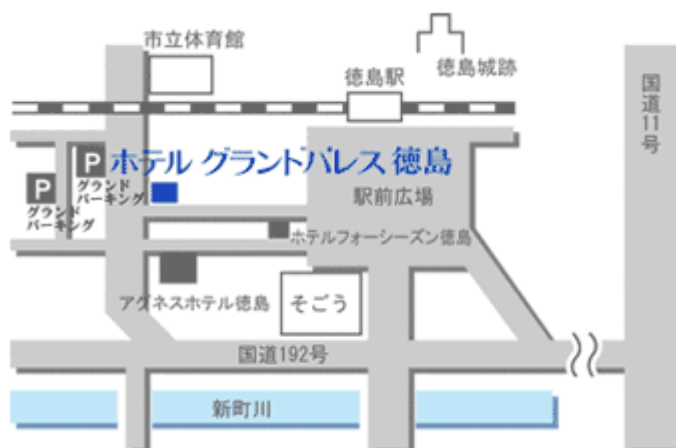 市立体育館
徳島駅
徳島城跡
国道11号
P
グランド
パーキング
ホテル グランドパレス 徳島
P
グランド
パーキング
駅前広場
ホテルフォーシーズン徳島
アグネスホテル徳島
そごう
国道192号
新町川